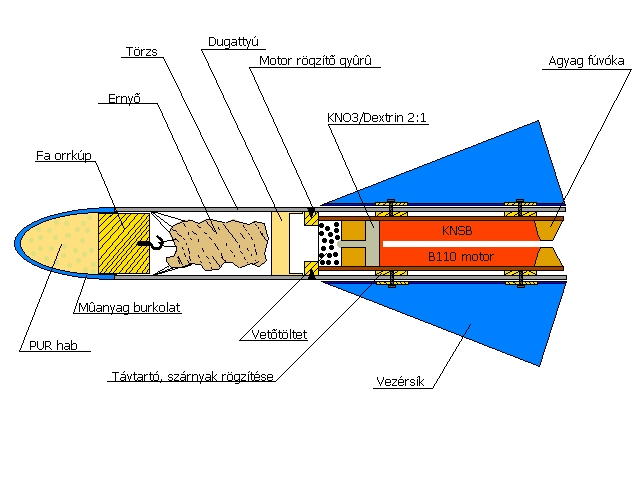 Dugattyú
Törzs
Motor rögzítő gyûrû
Agyag fúvóka
Ernyő
KNO3/Dextrin 2:1
Fa orrkúp
KNSB
B110 motor
Mûanyag burkolat
Vetőtöltet
PUR hab
Távtartó, szárnyak rögzítése
Vezérsík